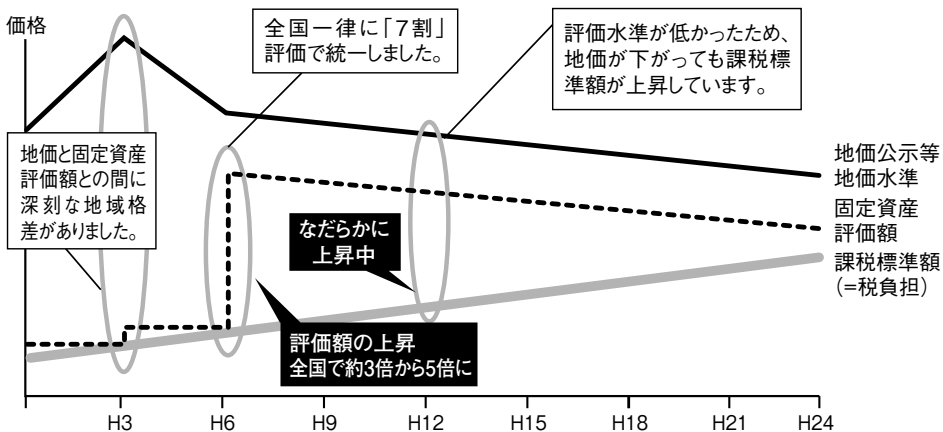 価格
全国一律に「７割」
評価で統一しました。
評価水準が低かったため、
地価が下がっても課税標
準額が上昇しています。
地価と固定資産
評価額との間に
深刻な地域格
差がありました。
地価公示等
地価水準
固定資産
評価額
課税標準額
(=税負担)
なだらかに
上昇中
評価額の上昇
全国で約3倍から5倍に
H3
H6
H9
H12
H15
H18
H21
H24